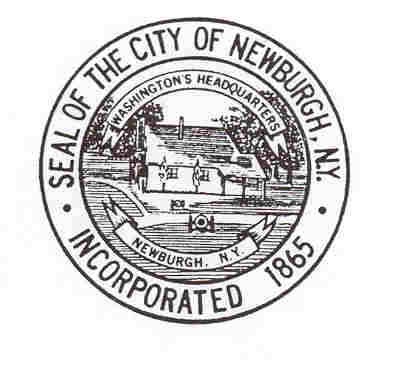 SEAL OF THE CITY OF NEWBURGH, N.Y.
WASHINGTON'S HEADQUARTERS
NEWBURGH, N.Y.
• INCORPORATED 1865 •